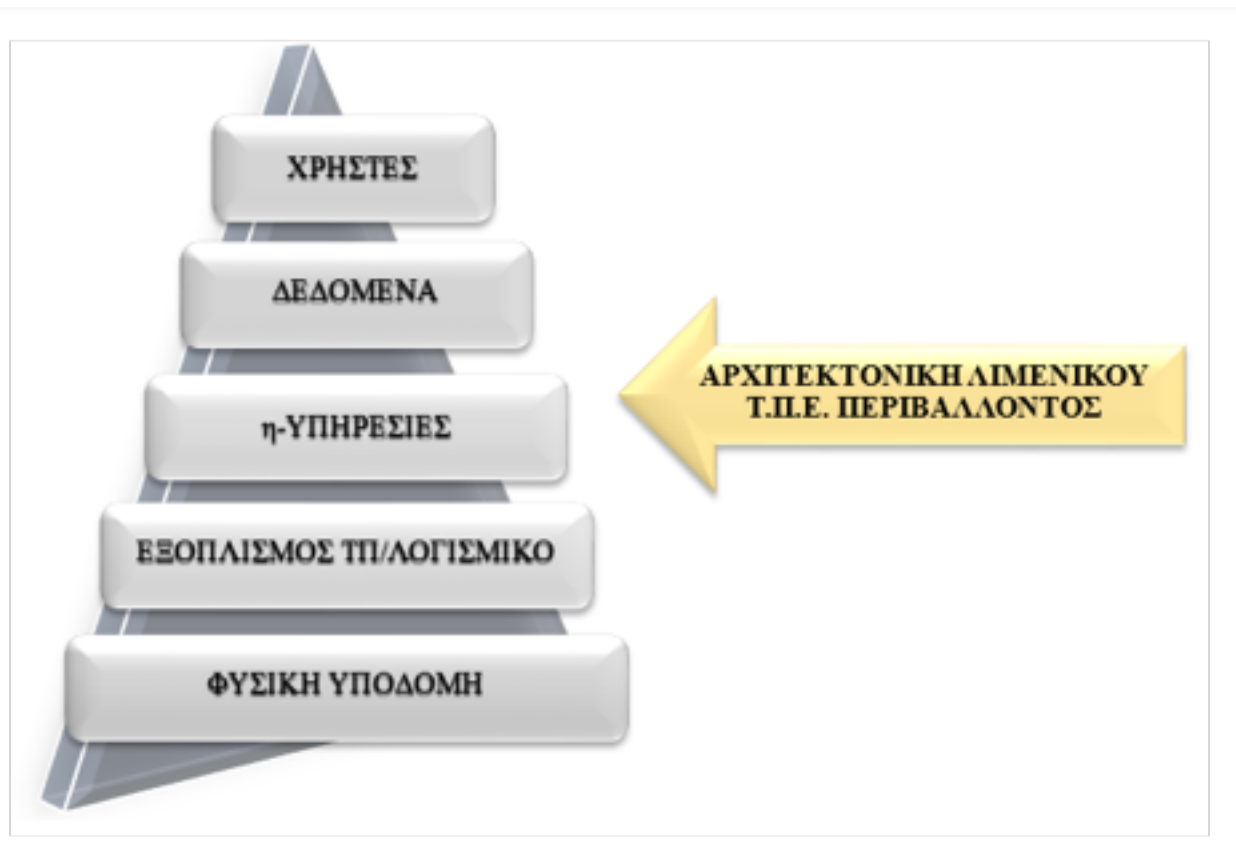 ΧΡΗΣΤΕΣ
ΔΕΔΟΜΕΝΑ
η-ΥΠΗΡΕΣΙΕΣ
ΕΞΟΠΛΙΣΜΟΣ ΤΠ/ΛΟΓΙΣΜΙΚΟ
ΦΥΣΙΚΗ ΥΠΟΔΟΜΗ
ΑΡΧΙΤΕΚΤΟΝΙΚΗ ΛΙΜΕΝΙΚΟΥ
Τ.Π.Ε. ΠΕΡΙΒΑΛΛΟΝΤΟΣ